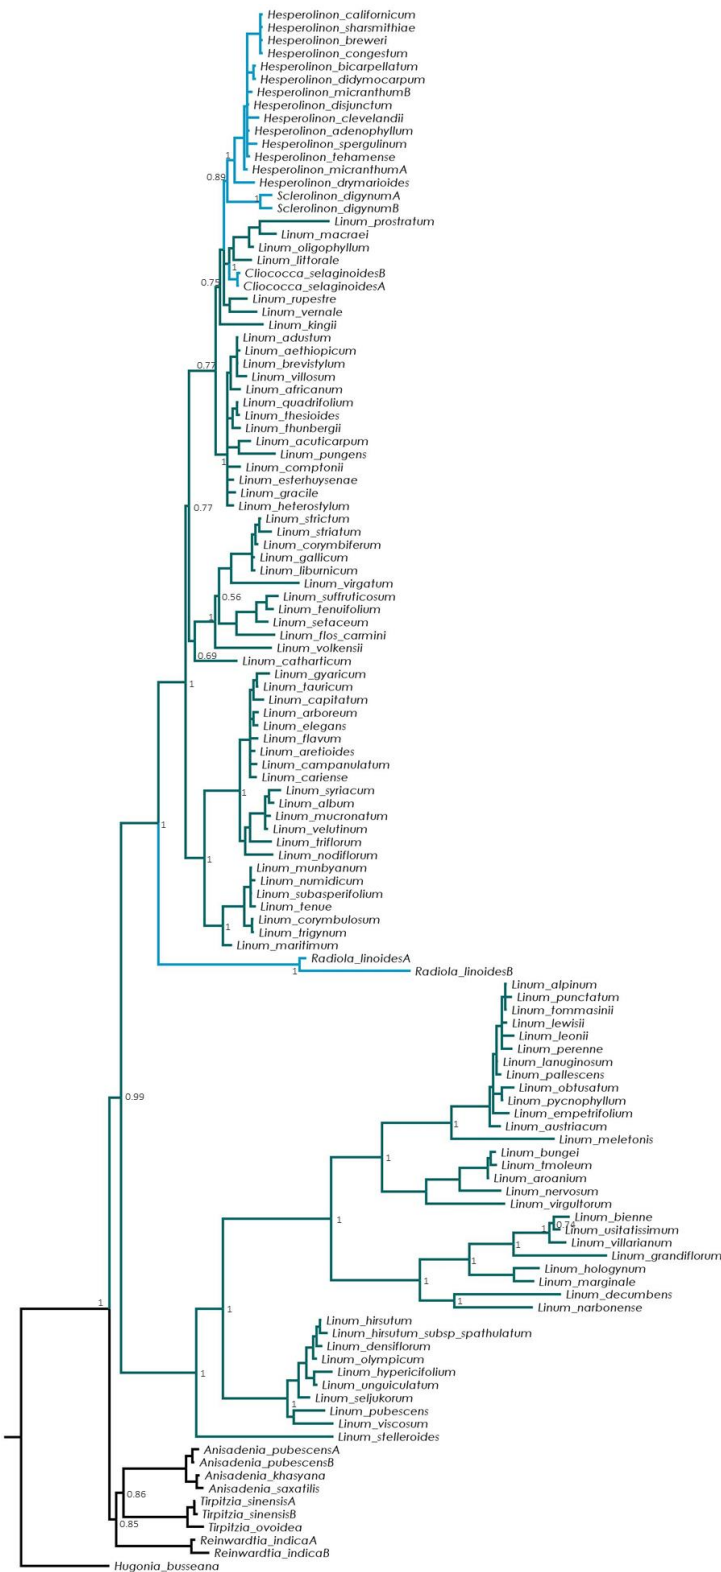 Hesperolinon_californicum
Hesperolinon_sharsmithiae
Hesperolinon_breweri
Hesperolinon_congestum
Hesperolinon_bicarpellatum
Hesperolinon_didymocarpum
Hesperolinon_micranthumB
Hesperolinon_disjunctum
Hesperolinon_clevelandii
Hesperolinon_adenophyllum
Hesperolinon_spergulinum
1 Hesperolinon_tehamense
Hesperolinon_micranthumA
0.89 Hesperolinon_drymarioides
1 Sclerolinon_digynumA
Sclerolinon_digynumB
Linum_prostratum
Linum_macraei
Linum_oligophyllum
Linum_littorale
1 Cliococca_selaginoidesB
0.75 Cliococca_selaginoidesA
Linum_rupestre
Linum_vernale
Linum_kingii
Linum_adustum
Linum_aethiopicum
0.77 Linum_brevistylum
Linum_villosum
Linum_africanum
Linum_quadrifolium
Linum_thesioides
Linum_thunbergii
Linum_acuticarpum
Linum_pungens
1 Linum_comptonii
Linum_esterhuysenae
Linum_gracile
0.77 Linum_heterostylum
Linum_strictum
Linum_striatum
Linum_corymbiferum
Linum_gallicum
Linum_liburnicum
Linum_virgatum
0.56 Linum_suffruticosum
Linum_tenuifolium
1 Linum_setaceum
Linum_flos_carmini
Linum_volkensii
0.69 Linum_catharticum
Linum_gyaricum
1 Linum_tauricum
Linum_capitatum
Linum_arboreum
Linum_elegans
Linum_flavum
Linum_aretioides
Linum_campanulatum
Linum_cariense
1 Linum_syriacum
Linum_album
Linum_mucronatum
1 Linum_velutinum
Linum_triflorum
1 Linum_nodiflorum
Linum_munbyanum
Linum_numidicum
Linum_subasperifolium
Linum_tenue
Linum_corymbulosum
1 Linum_trigynum
Linum_maritimum
Radiola_linoidesA
1 Radiola_linoidesB
Linum_alpinum
Linum_punctatum
Linum_tommasinii
Linum_lewisii
Linum_leonii
Linum_perenne
Linum_lanuginosum
Linum_pallescens
Linum_obtusatum
0.99 Linum_pycnophyllum
Linum_empetrifolium
1 Linum_austriacum
Linum_meletonis
Linum_bungei
1 Linum_tmoleum
Linum_aroanium
Linum_nervosum
Linum_virgultorum
Linum_bienne
1 1 0.74 Linum_usitatissimum
1 Linum_villarianum
1 Linum_grandiflorum
Linum_hologynum
1 Linum_marginale
Linum_decumbens
1 1 Linum_narbonense
1 Linum_hirsutum
Linum_hirsutum_subsp_spathulatum
Linum_densiflorum
Linum_olympicum
1 Linum_hypericifolium
Linum_unguiculatum
1 Linum_seljukorum
Linum_pubescens
Linum_viscosum
Linum_stelleroides
Anisadenia_pubescensA
Anisadenia_pubescensB
Anisadenia_khasyana
0.86 Anisadenia_saxatilis
Tirpitzia_sinensisA
Tirpitzia_sinensisB
0.85 Tirpitzia_ovoidea
Reinwardtia_indicaA
Reinwardtia_indicaB
Hugonia_busseana